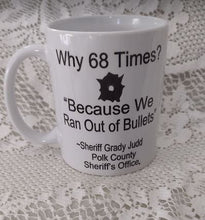 Why 68 Times?
"Because We
Ran Out of Bullets"
~Sheriff Grady Judd
Polk County
Sheriff's Office.